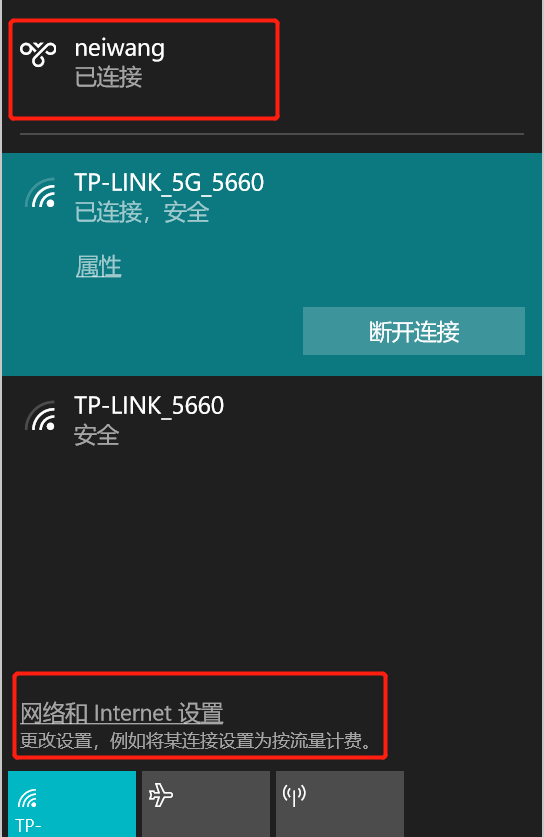 neiwang
已连接
TP-LINK_5G_5660
已连接，安全
属性
断开连接
TP-LINK_5660
安全
网络和 Internet 设置
更改设置，例如将某连接设置为按流量计费。
TP-